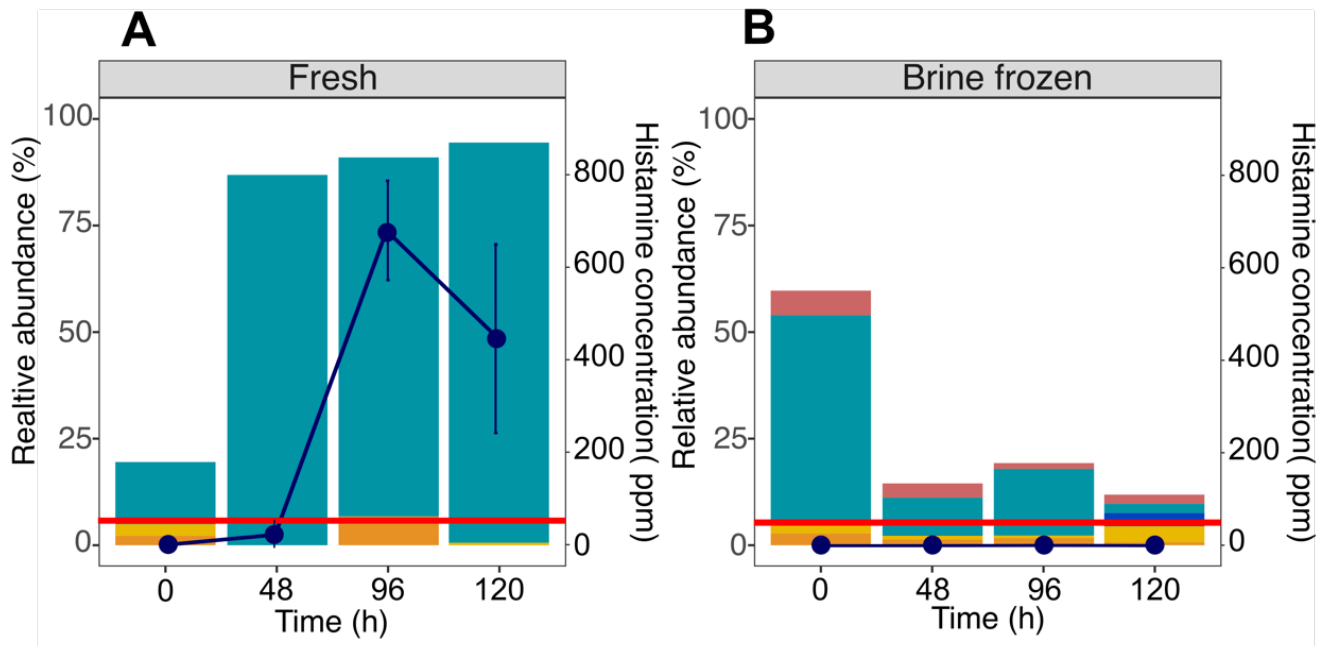 A
B
Fresh
Brine frozen
100
75
50
25
0
Realtive abundance (%)
800
600
400
200
0
Histamine concentration( ppm)
0 48 96 120
Time (h)
100
75
50
25
0
Relative abundance (%)
800
600
400
200
0
Histamine concentration( ppm)
0 48 96 120
Time (h)